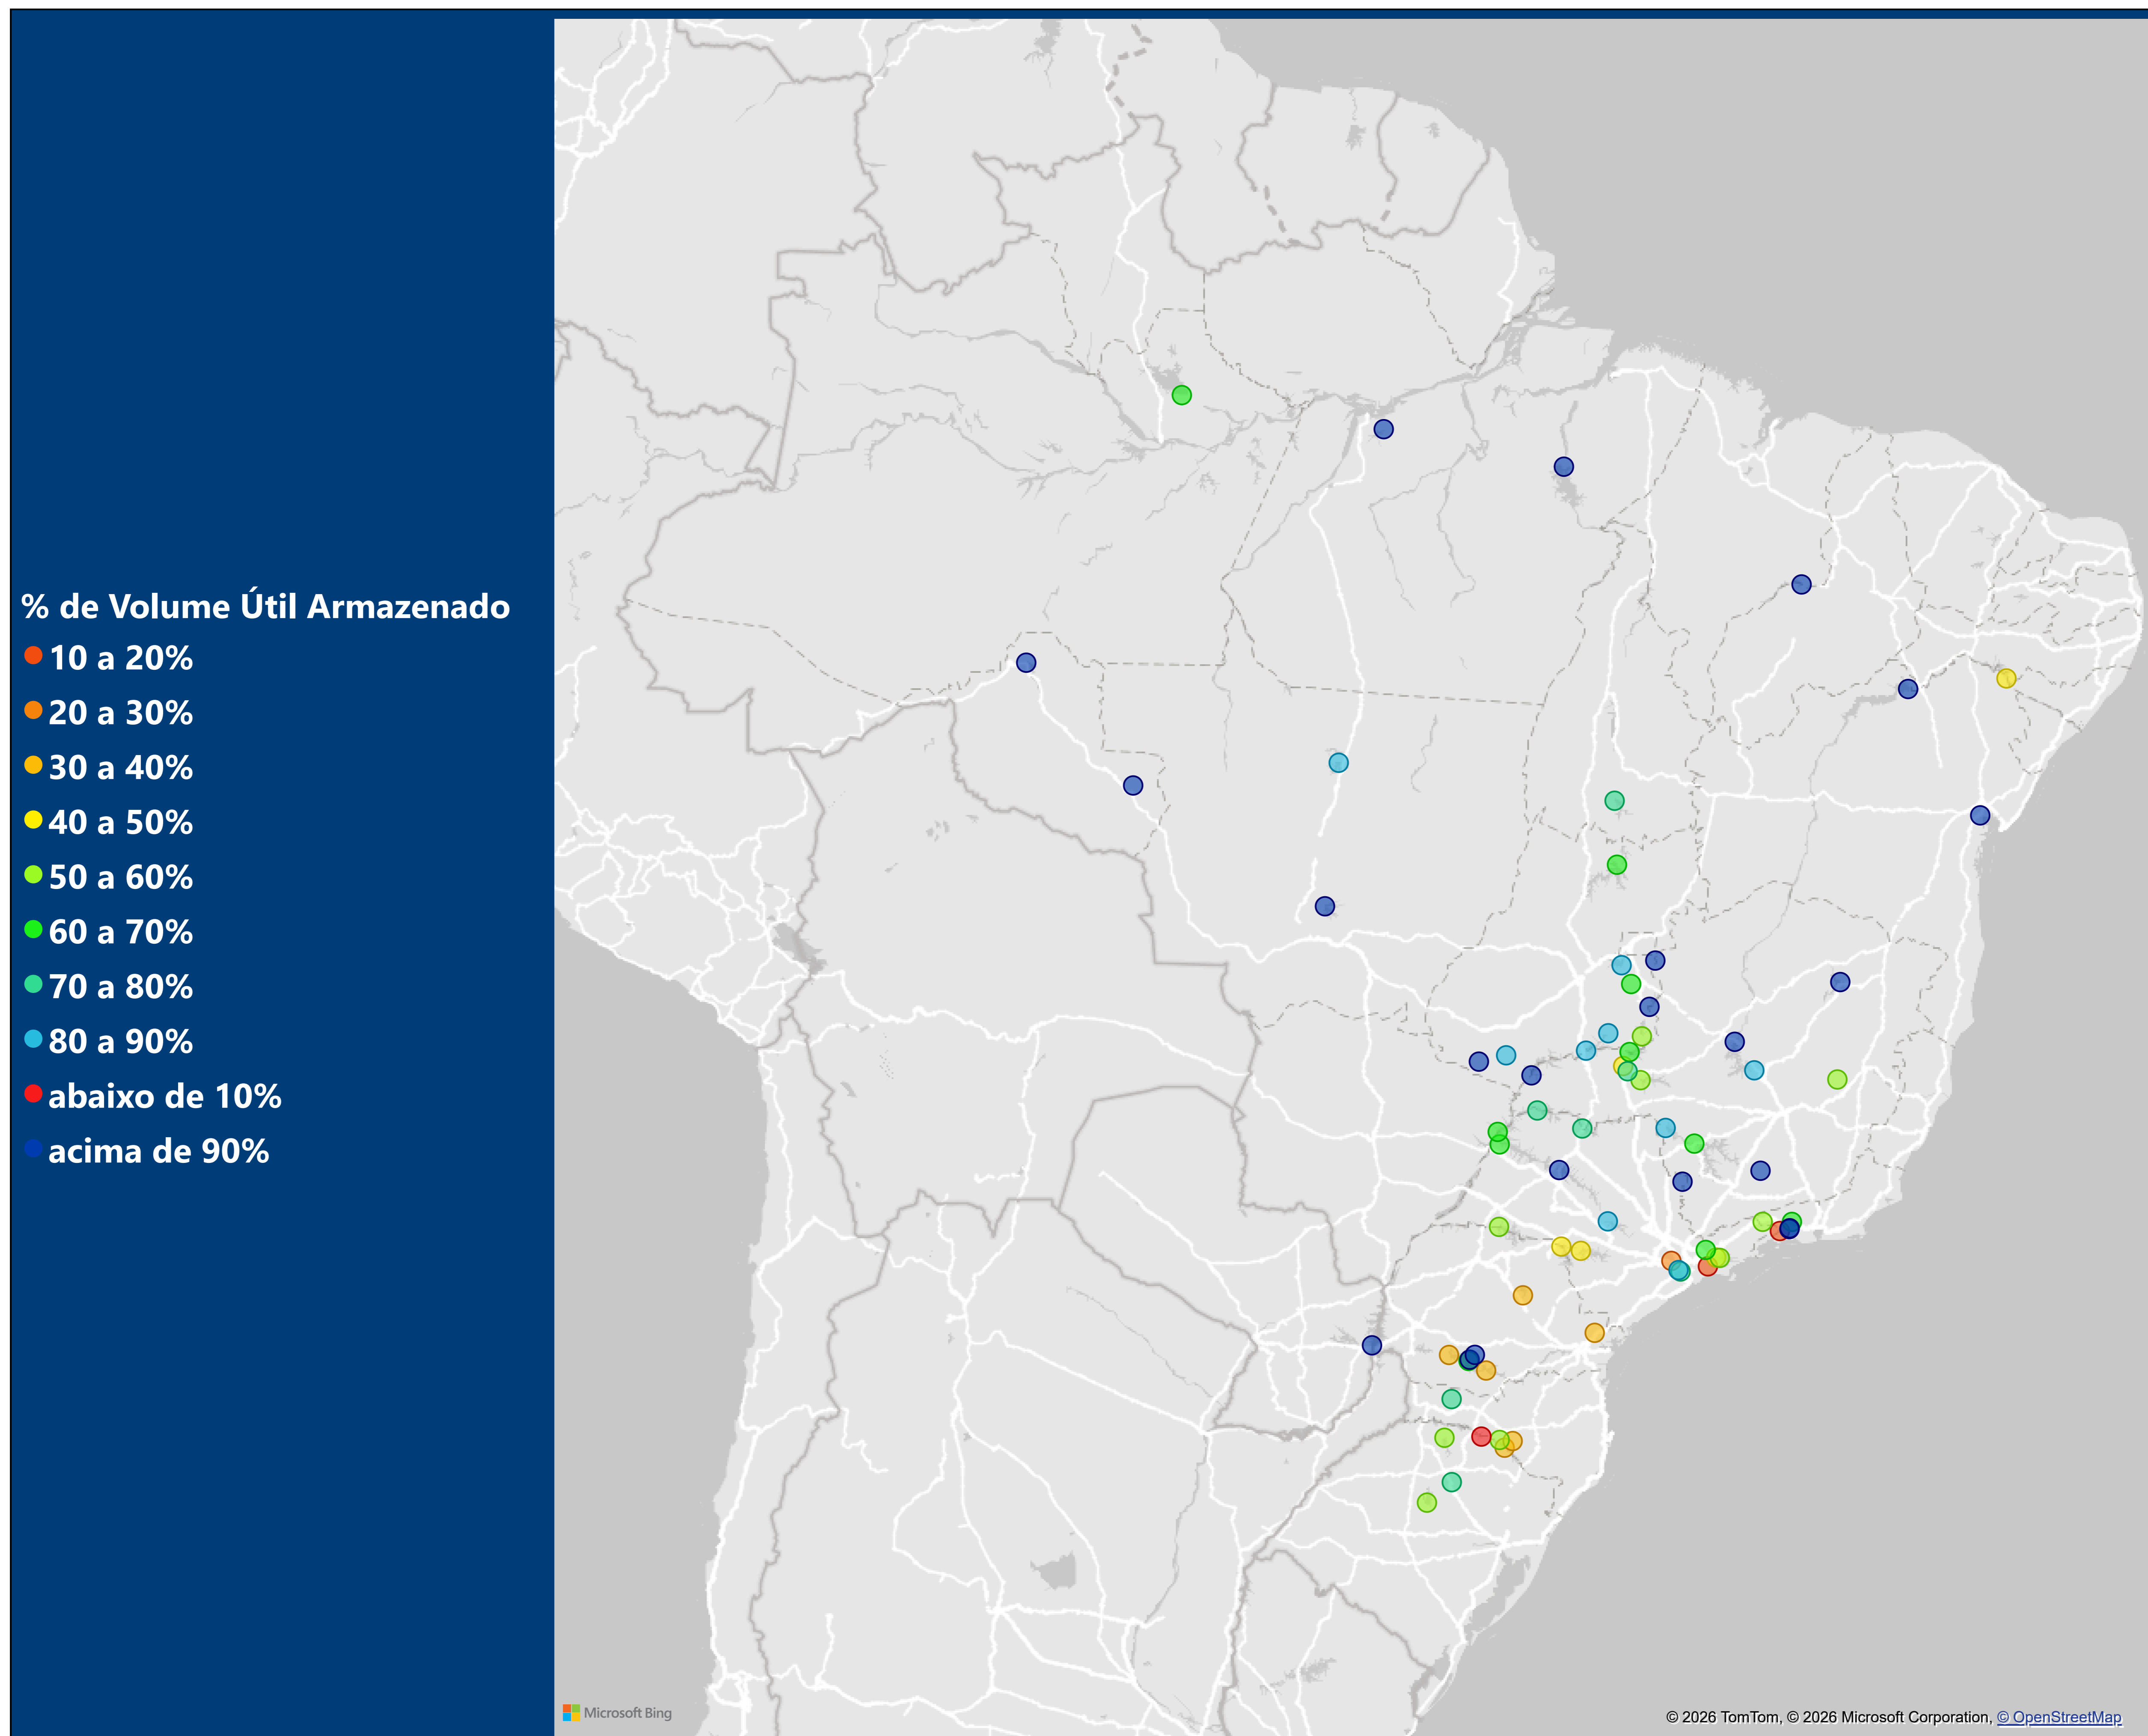 % de Volume Útil Armazenado
10 a 20%
20 a 30%
30 a 40%
40 a 50%
50 a 60%
60 a 70%
70 a 80%
80 a 90%
abaixo de 10%
acima de 90%
Microsoft Bing
© 2026 TomTom, © 2026 Microsoft Corporation, © OpenStreetMap